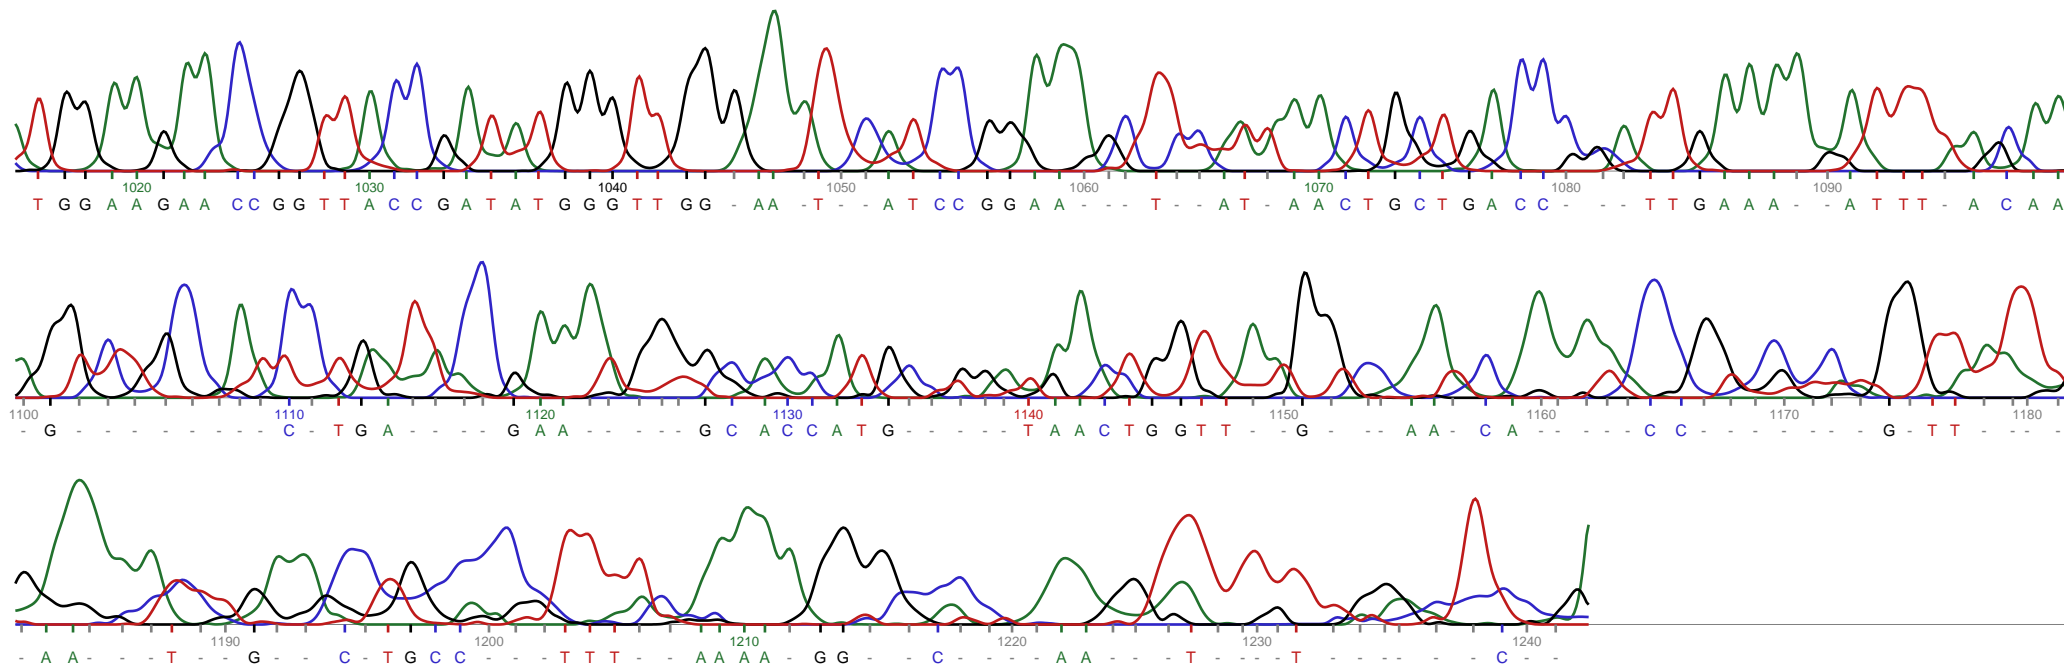 1020 1030 1040 1050 1060 1070 1080 1090
T G G A A G A A C C G G T T A C C G A T A T G G G T T G G - A A - T - - A T C C G G A A - - - T - - A T - A A C T G C T G A C C - - - T T G A A A - - A T T T - A C A A
1100 1110 1120 1130 1140 1150 1160 1170 1180
- G - - - - - - - - - C - T G A - - - - G A A - - - - - G C A C C A T G - - - - - T A A C T G G T T - - G - - - A A - C A - - - - - C C - - - - - - - - G - T T - - - -
1190 1200 1210 1220 1230 1240
- A A - - - T - - G - - - C - T G C C - - - T T T - - A A A A - G G - - - C - - - - A A - - - T - - - - T - - - - - - - C - -